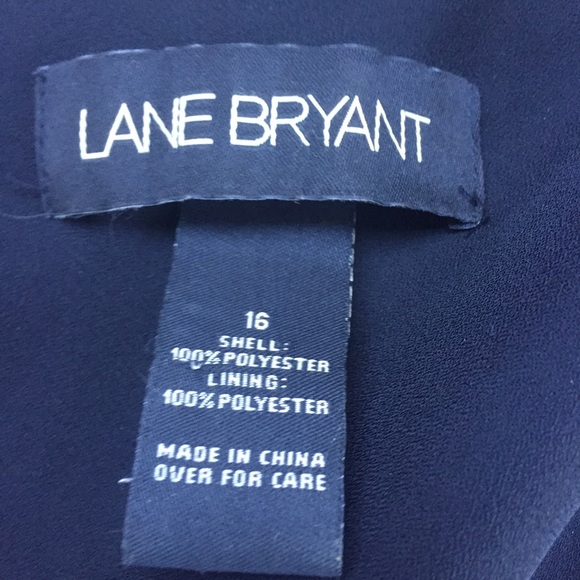 LANE BRYANT
16
SHELL:
100% POLYESTER
LINING:
100% POLYESTER
MADE IN CHINA
OVER FOR CARE